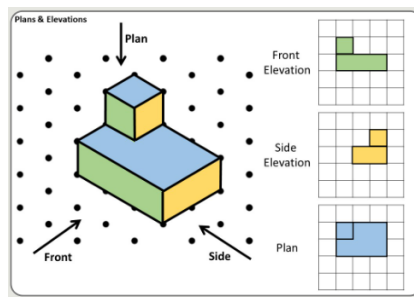 Plans & Elevations
Plan
Front
Elevation
Side
Elevation
Plan
Front
Side